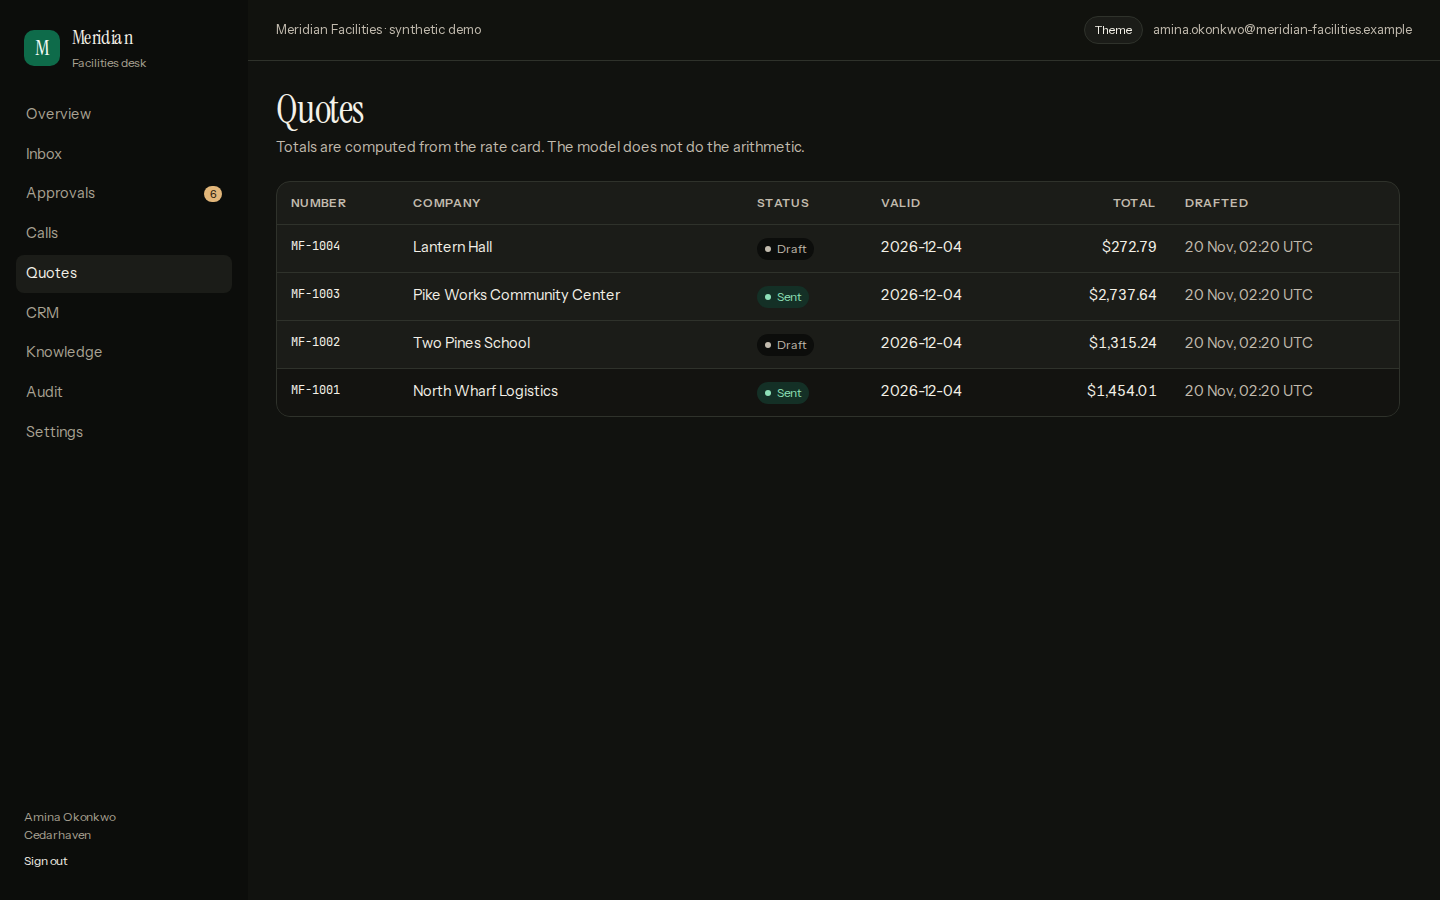 M
Meridian
Facilities desk
Overview
Inbox
Approvals 6
Calls
Quotes
CRM
Knowledge
Audit
Settings
Amina Okonkwo
Cedarhaven
Sign out
Meridian Facilities · synthetic demo
Theme amina.okonkwo@meridian-facilities.example
Quotes
Totals are computed from the rate card. The model does not do the arithmetic.
NUMBER COMPANY STATUS VALID TOTAL DRAFTED
MF-1004 Lantern Hall Draft 2026-12-04 $272.79 20 Nov, 02:20 UTC
MF-1003 Pike Works Community Center Sent 2026-12-04 $2,737.64 20 Nov, 02:20 UTC
MF-1002 Two Pines School Draft 2026-12-04 $1,315.24 20 Nov, 02:20 UTC
MF-1001 North Wharf Logistics Sent 2026-12-04 $1,454.01 20 Nov, 02:20 UTC